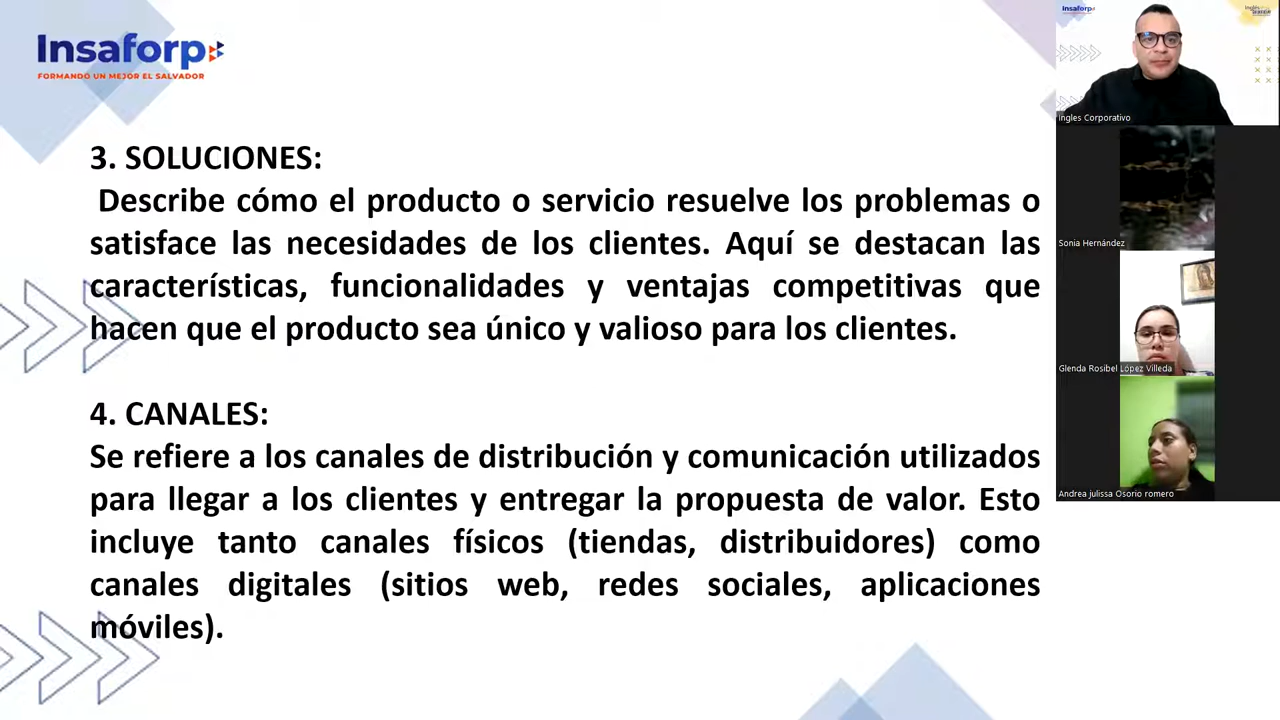 Insaforp
FORMANDO UN MEJOR EL SALVADOR
3. SOLUCIONES:
Describe cómo el producto o servicio resuelve los problemas o
satisface las necesidades de los clientes. Aquí se destacan las
características, funcionalidades y ventajas competitivas que
hacen que el producto sea único y valioso para los clientes.
4. CANALES:
Se refiere a los canales de distribución y comunicación utilizados
para llegar a los clientes y entregar la propuesta de valor. Esto
incluye tanto canales físicos (tiendas, distribuidores) como
canales digitales (sitios web, redes sociales, aplicaciones
móviles).
Insaforp
Ingles Corporativo
Sonia Hernández
Glenda Rosibel López Villeda
Andrea julissa Osorio romero